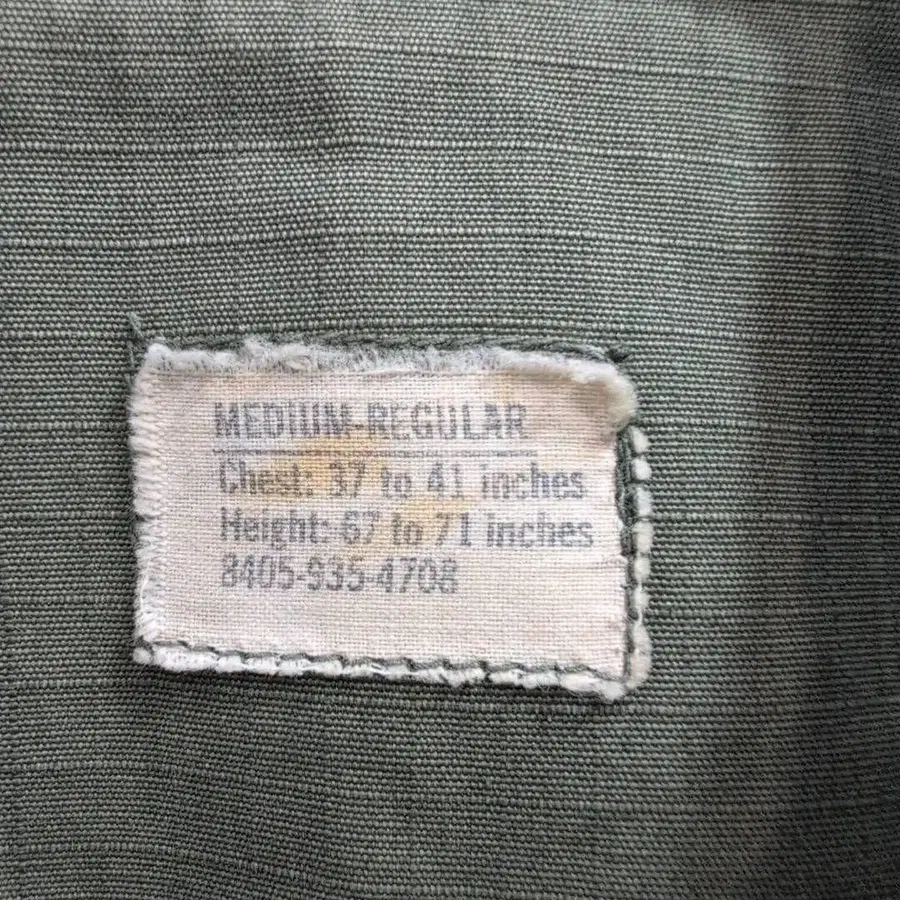 MEDIUM-REGULAR
Chest: 37 to 41 inches
Height: 67 to 71 inches
8405-935-4708